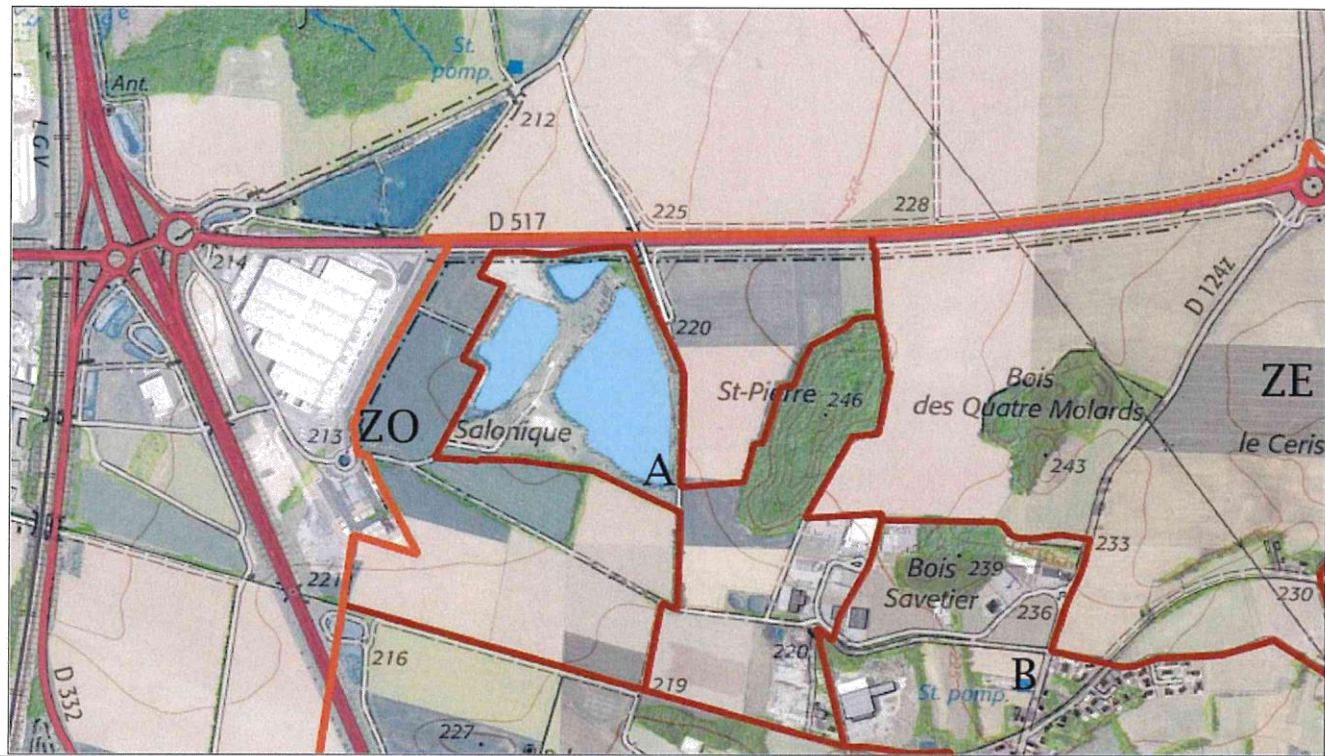 St.
pomp.
Ant.
LGV
212
D 517
225
225
228
214
D 124z
220
St-Pierre
246
Bois
des Quatre Molards
ZE
213
ZO
Salonique
A
243
le Ceris
233
Bois
239
Savetier
221
236
230
216
220
219
225
B
St. pomp.
D 332
227